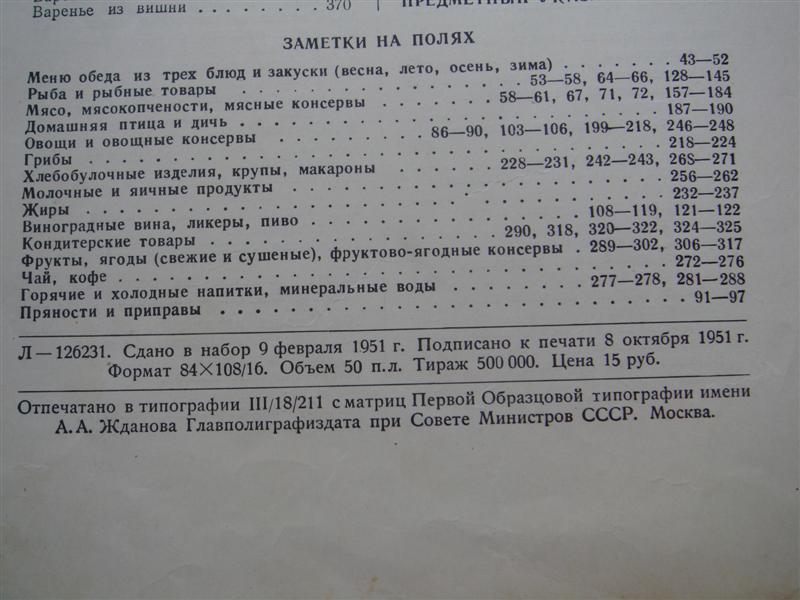 Варенье из вишни . . . . . . . . 370
ЗАМЕТКИ НА ПОЛЯХ
Меню обеда из трех блюд и закуски (весна, лето, осень, зима) . . . . . . . 43—52
Рыба и рыбные товары . . . . . . . . . . . . . . . . 53—58, 64—66, 128—145
Мясо, мясокопчености, мясные консервы . . . . . . . 58—61, 67, 71, 72, 157—184
Домашняя птица и дичь . . . . . . . . . . . . . . . . . . . . . 187—190
Овощи и овощные консервы . . . . . . . . 86—90, 103—106, 199—218, 246—248
Грибы . . . . . . . . . . . . . . . . . . . . . . . . . . . . . 218—224
Хлебобулочные изделия, крупы, макароны . . . . . . 228—231, 242—243, 268—271
Молочные и яичные продукты . . . . . . . . . . . . . . . . . . . 256—262
Жиры . . . . . . . . . . . . . . . . . . . . . . . . . . . . . 232—237
Виноградные вина, ликеры, пиво . . . . . . . . . . . . . 108—119, 121—122
Кондитерские товары . . . . . . . . . . . . . 290, 318, 320—322, 324—325
Фрукты, ягоды (свежие и сушеные), фруктово-ягодные консервы . 289—302, 306—317
Чай, кофе . . . . . . . . . . . . . . . . . . . . . . . . . . . 272—276
Горячие и холодные напитки, минеральные воды . . . . . . . 277—278, 281—288
Пряности и приправы . . . . . . . . . . . . . . . . . . . . . . . 91—97
Л—126231. Сдано в набор 9 февраля 1951 г. Подписано к печати 8 октября 1951 г.
Формат 84×108/16. Объем 50 п.л. Тираж 500 000. Цена 15 руб.
Отпечатано в типографии III/18/211 с матриц Первой Образцовой типографии имени
А. А. Жданова Главполиграфиздата при Совете Министров СССР. Москва.